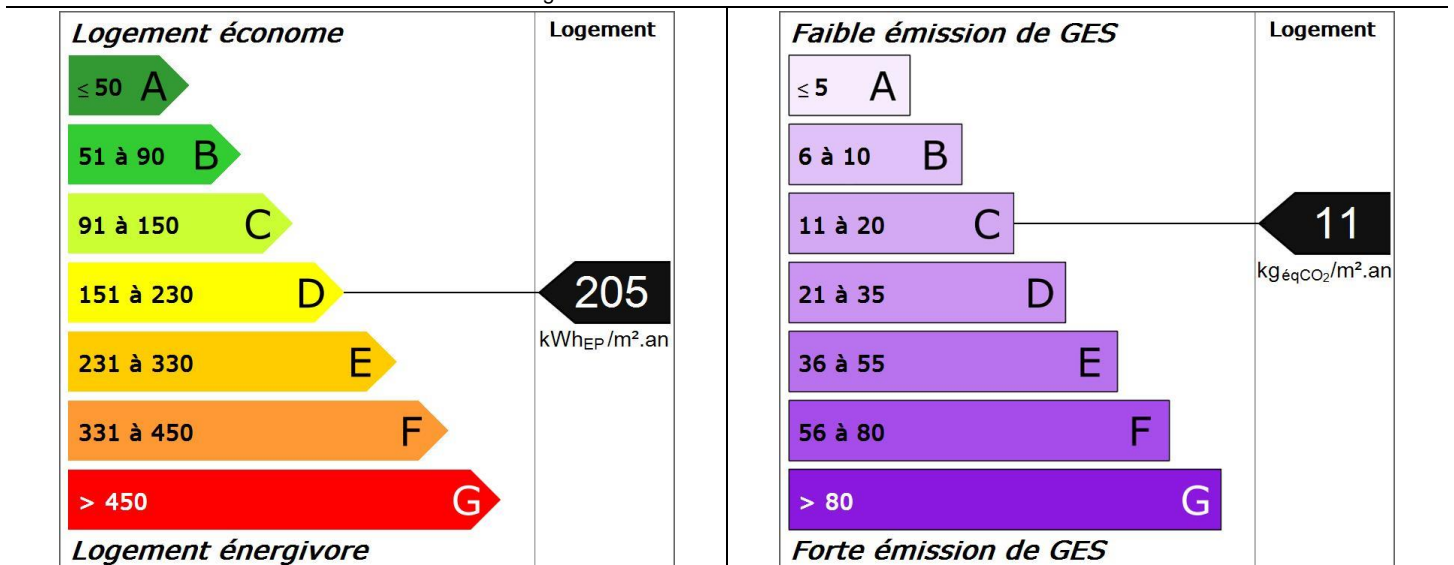 Logement économe
Logement
≤ 50 A
51 à 90 B
91 à 150 C
151 à 230 D
205
kWhEP/m².an
231 à 330 E
331 à 450 F
> 450 G
Logement énergivore
Faible émission de GES
Logement
≤ 5 A
6 à 10 B
11 à 20 C
11
kgéqCO₂/m².an
21 à 35 D
36 à 55 E
56 à 80 F
> 80 G
Forte émission de GES